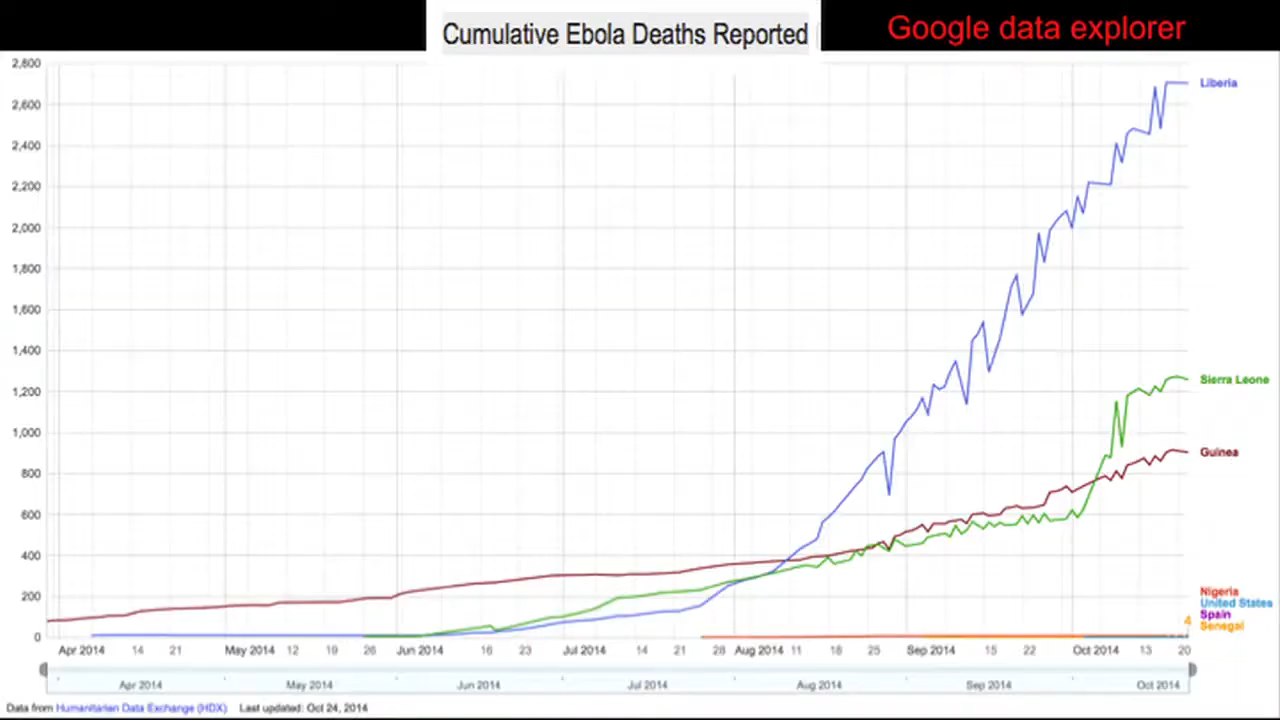 Cumulative Ebola Deaths Reported
Google data explorer
2,800
2,600
2,400
2,200
2,000
1,800
1,600
1,400
1,200
1,000
800
600
400
200
0
Liberia
Sierra Leone
Guinea
Nigeria
United States
Spain
Senegal
4
Apr 2014 14 21 May 2014 12 19 26 Jun 2014 16 23 Jul 2014 14 21 28 Aug 2014 11 18 25 Sep 2014 15 22 Oct 2014 13 20
Apr 2014 May 2014 Jun 2014 Jul 2014 Aug 2014 Sep 2014 Oct 2014
Data from Humanitarian Data Exchange (HDX) Last updated: Oct 24, 2014